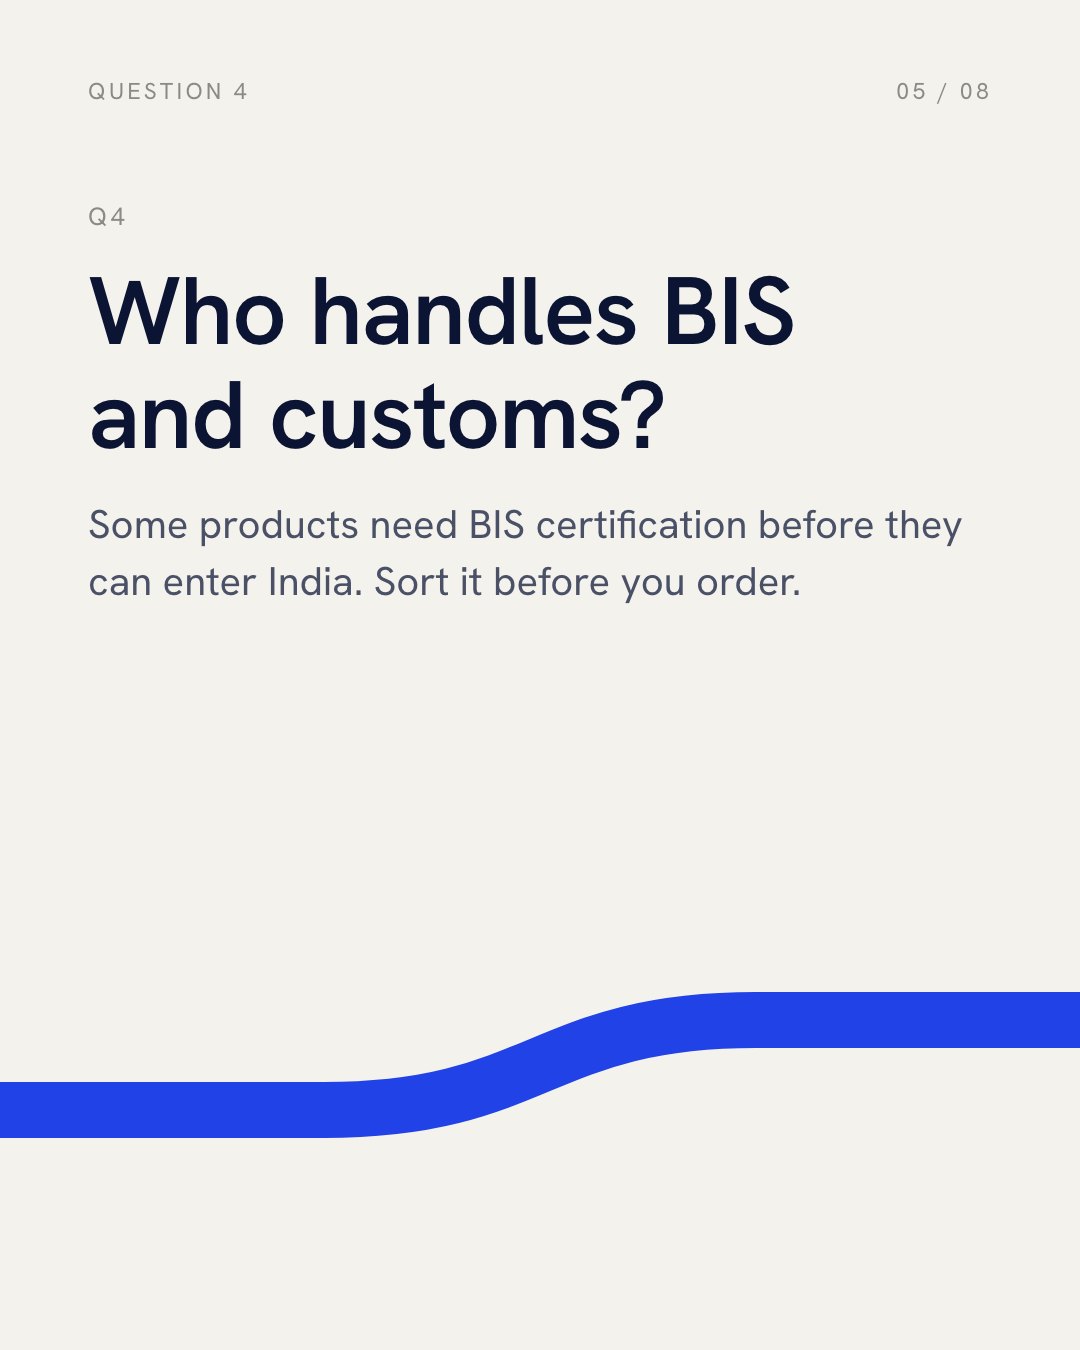 QUESTION 4
05 / 08
Q4
Who handles BIS
and customs?
Some products need BIS certification before they
can enter India. Sort it before you order.